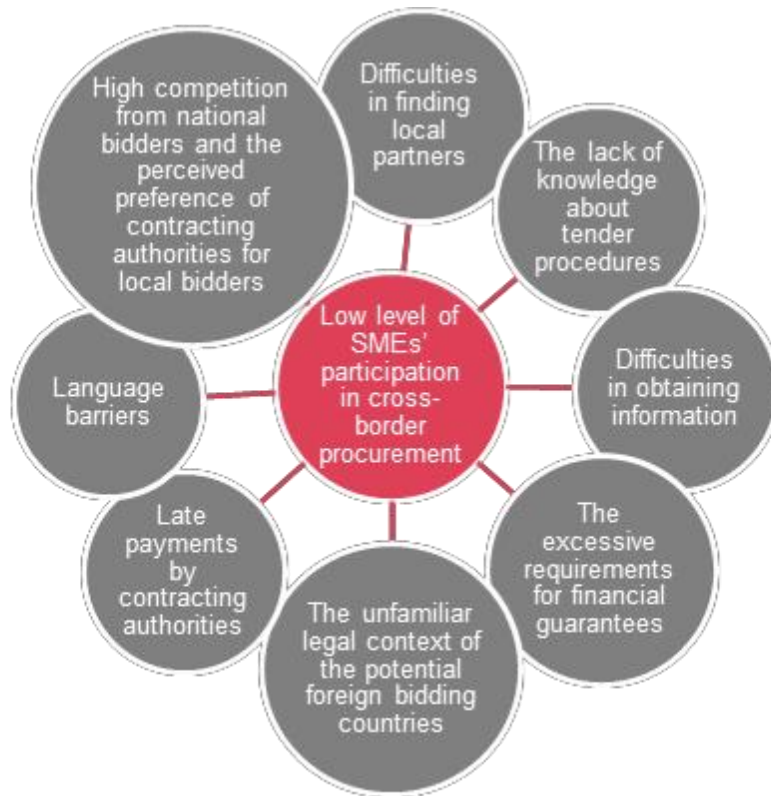 High competition
from national
bidders and the
perceived
preference of
contracting
authorities for
local bidders
Difficulties
in finding
local
partners
The lack of
knowledge
about
tender
procedures
Difficulties
in obtaining
information
The
excessive
requirements
for financial
guarantees
The unfamiliar
legal context of
the potential
foreign bidding
countries
Late
payments
by
contracting
authorities
Language
barriers
Low level of
SMEs'
participation
in cross-
border
procurement